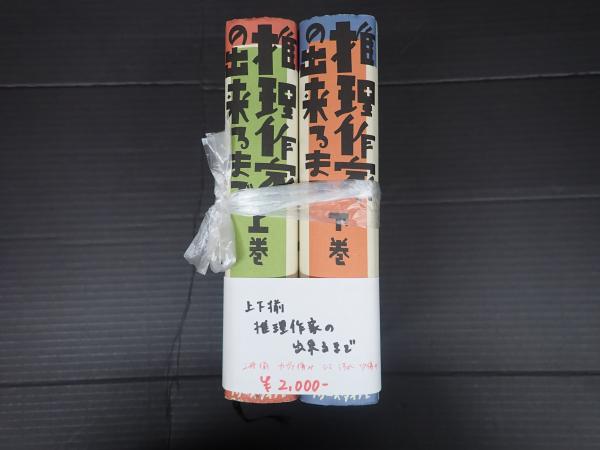 推理作家
の出来るまで
上巻
推理作家
の出来るまで
下巻
上下揃
推理作家の
出来るまで
¥2,000-